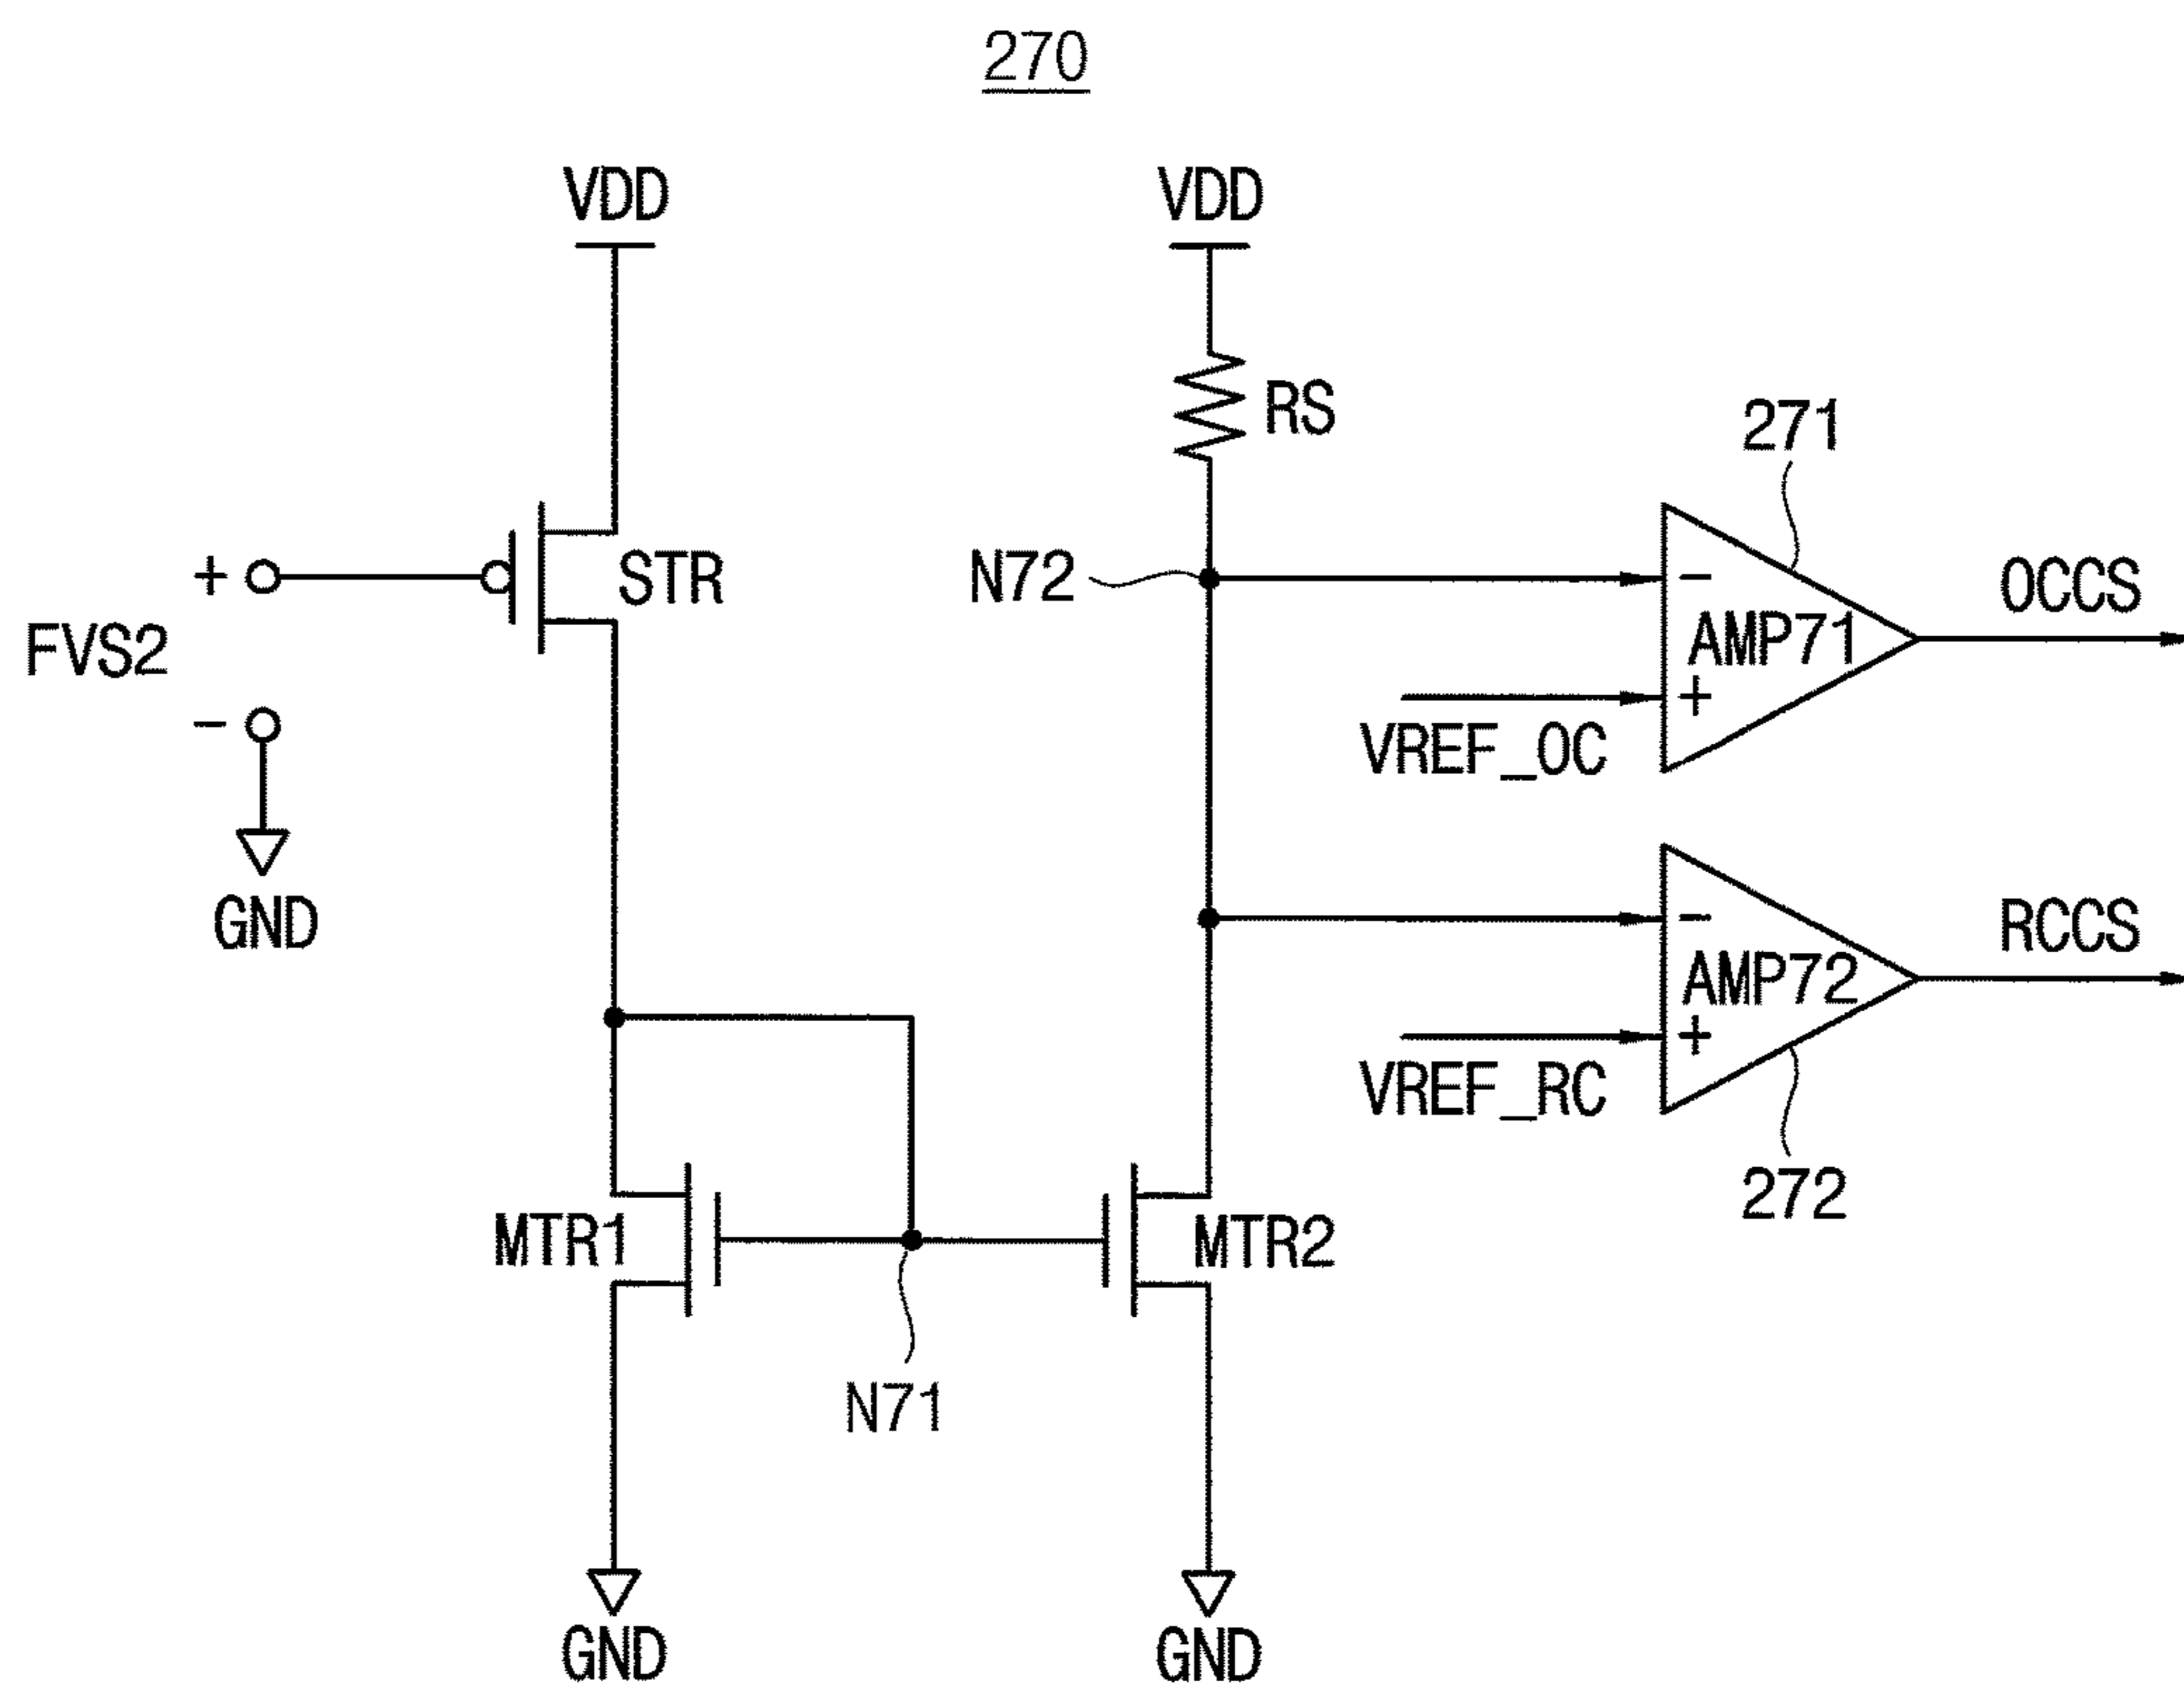 270
VDD
VDD
RS
271
+
STR
N72
-
OCCS
FVS2
AMP71
-
+
VREF_OC
GND
-
RCCS
AMP72
+
VREF_RC
272
MTR1
MTR2
N71
GND
GND